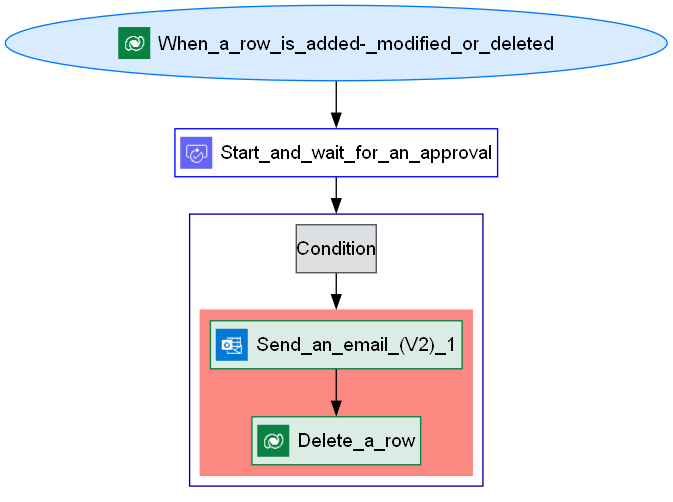 When_a_row_is_added-_modified_or_deleted
Start_and_wait_for_an_approval
Condition
Send_an_email_(V2)_1
Delete_a_row